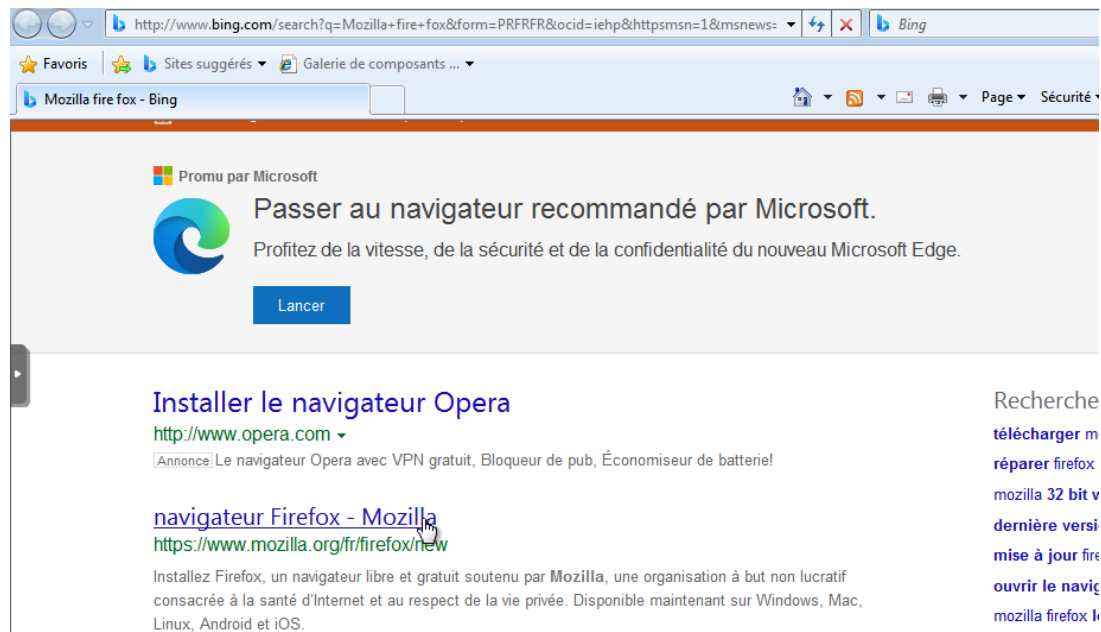 http://www.bing.com/search?q=Mozilla+fire+fox&form=PRFRFR&ocid=iehp&httpsmsn=1&msnews=
Bing
Favoris
Sites suggérés
Galerie de composants ...
Mozilla fire fox - Bing
Page
Sécurité
Promu par Microsoft
Passer au navigateur recommandé par Microsoft.
Profitez de la vitesse, de la sécurité et de la confidentialité du nouveau Microsoft Edge.
Lancer
Installer le navigateur Opera
http://www.opera.com
Annonce Le navigateur Opera avec VPN gratuit, Bloqueur de pub, Économiseur de batterie!
navigateur Firefox - Mozilla
https://www.mozilla.org/fr/firefox/new
Installez Firefox, un navigateur libre et gratuit soutenu par Mozilla, une organisation à but non lucratif
consacrée à la santé d'Internet et au respect de la vie privée. Disponible maintenant sur Windows, Mac,
Linux, Android et iOS.
Recherche
télécharger
réparer firefox
mozilla 32 bit
dernière
mise à jour
ouvrir le
mozilla firefox